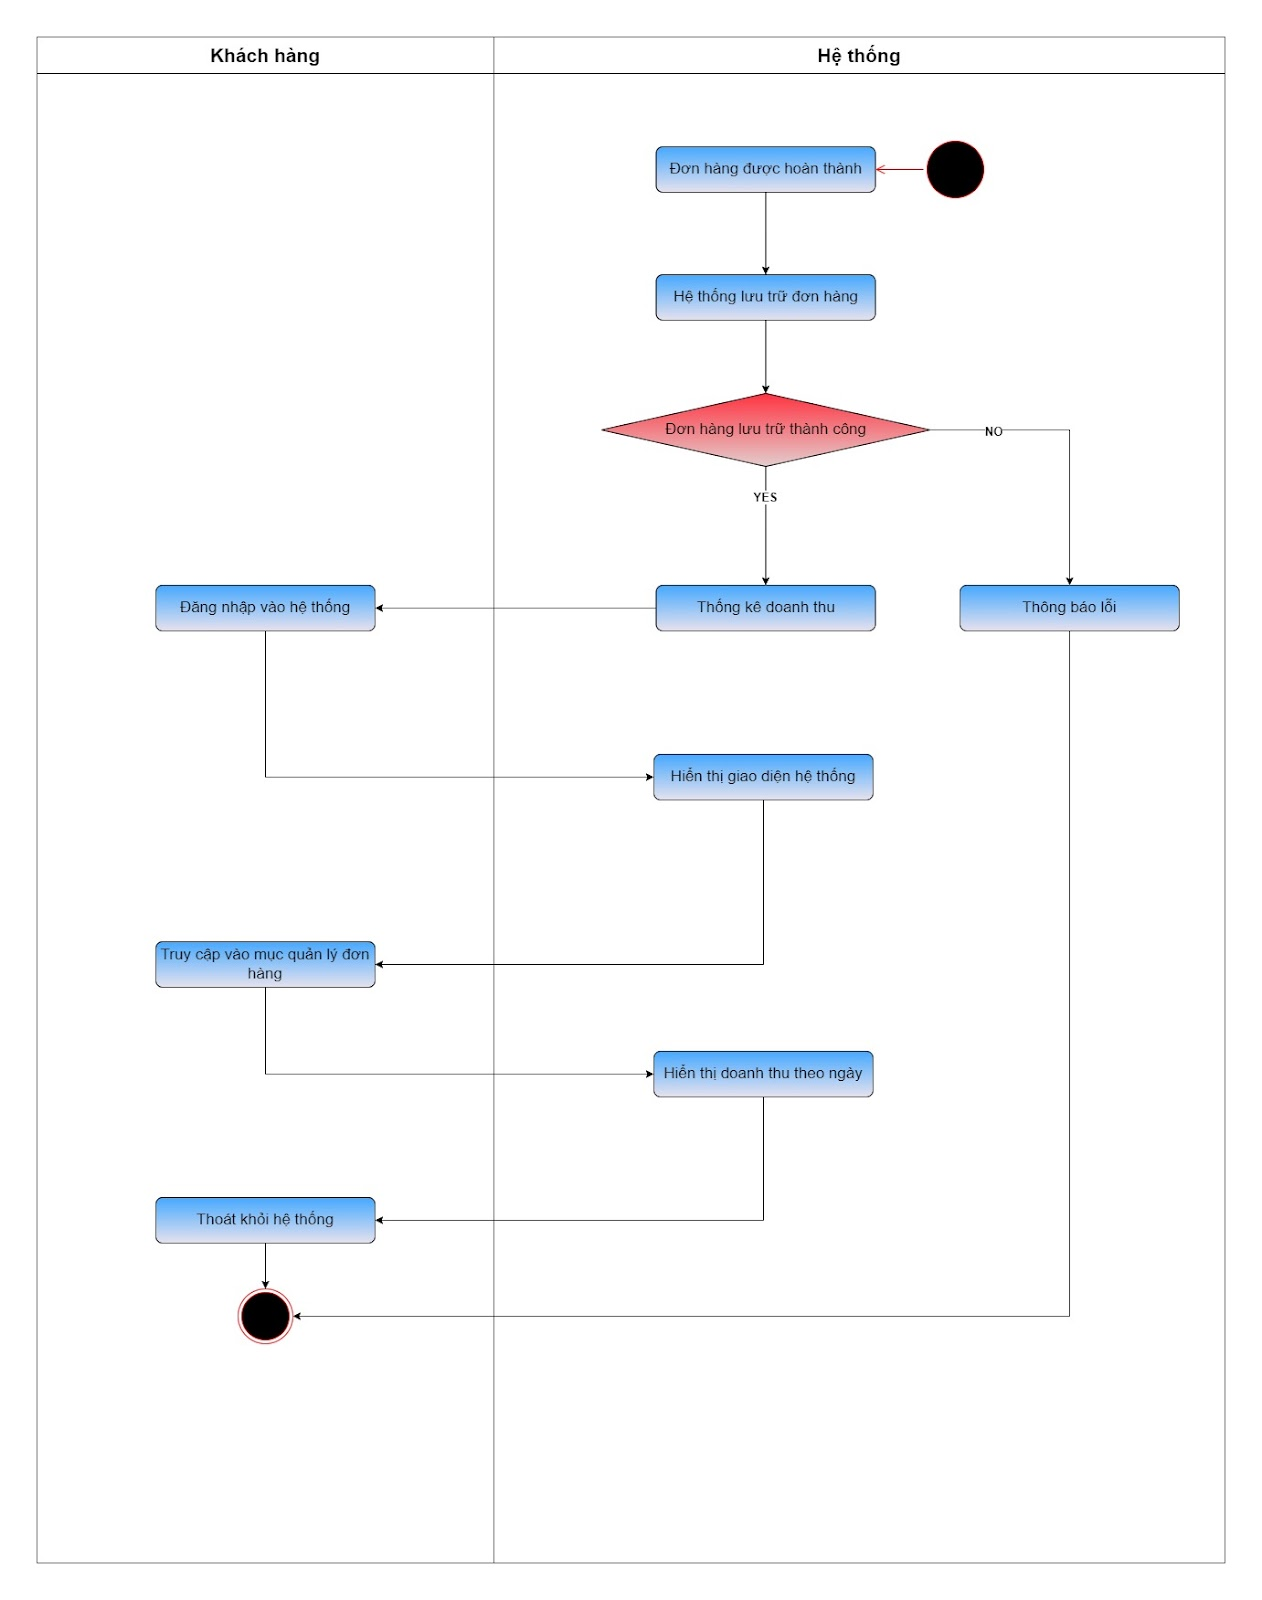 Khách hàng
Hệ thống
Đơn hàng được hoàn thành
Hệ thống lưu trữ đơn hàng
Đơn hàng lưu trữ thành công
NO
YES
Đăng nhập vào hệ thống
Thống kê doanh thu
Thông báo lỗi
Hiển thị giao diện hệ thống
Truy cập vào mục quản lý đơn
hàng
Hiển thị doanh thu theo ngày
Thoát khỏi hệ thống